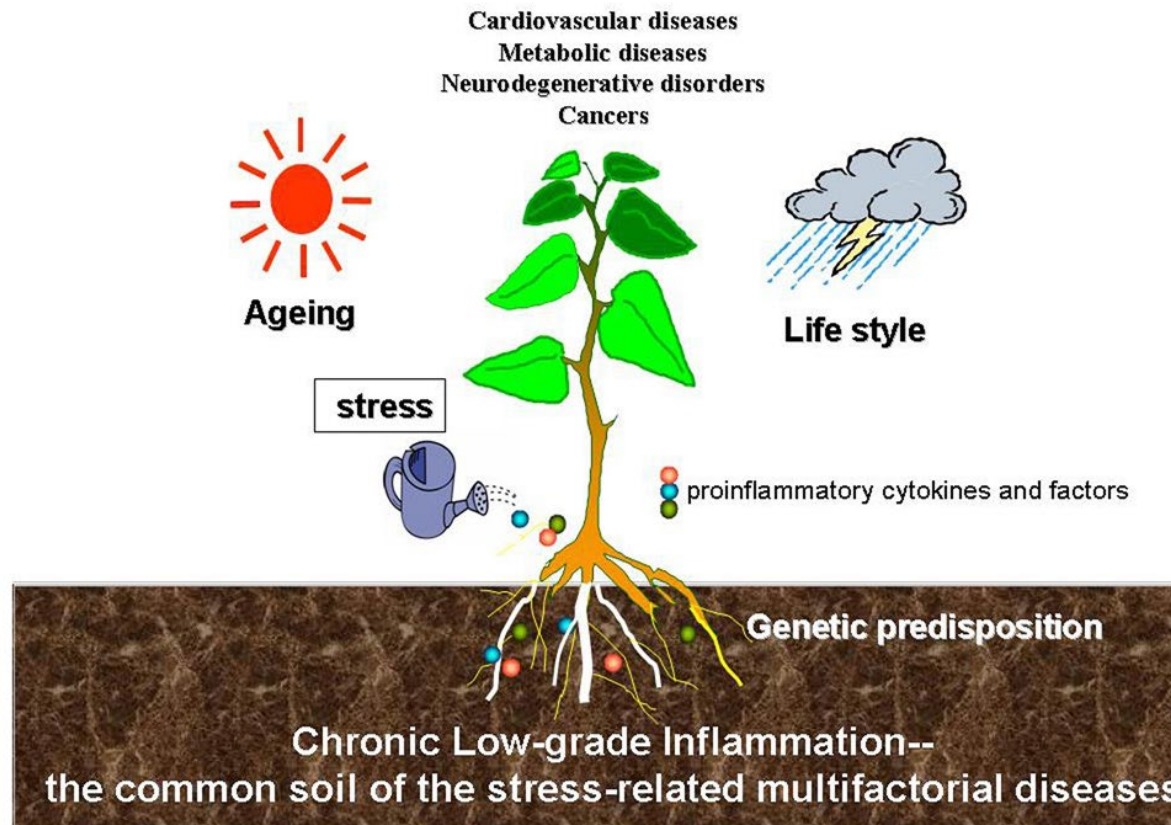 Cardiovascular diseases
Metabolic diseases
Neurodegenerative disorders
Cancers
Ageing
Life style
stress
proinflammatory cytokines and factors
Genetic predisposition
Chronic Low-grade Inflammation--
the common soil of the stress-related multifactorial diseases